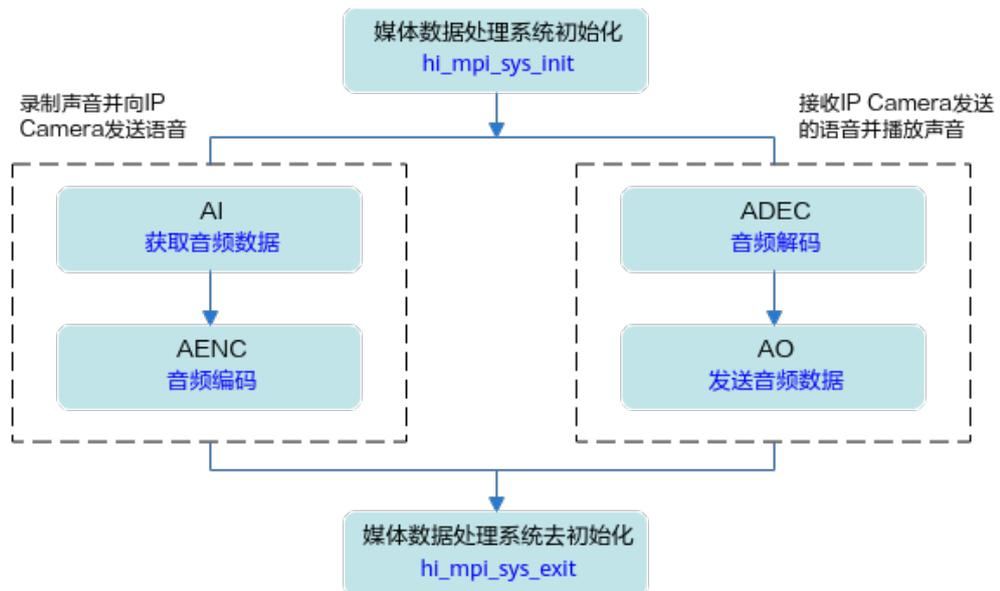 媒体数据处理系统初始化
hi_mpi_sys_init
录制声音并向IP
Camera发送语音
接收IP Camera发送
的语音并播放声音
AI
获取音频数据
ADEC
音频解码
AENC
音频编码
AO
发送音频数据
媒体数据处理系统去初始化
hi_mpi_sys_exit